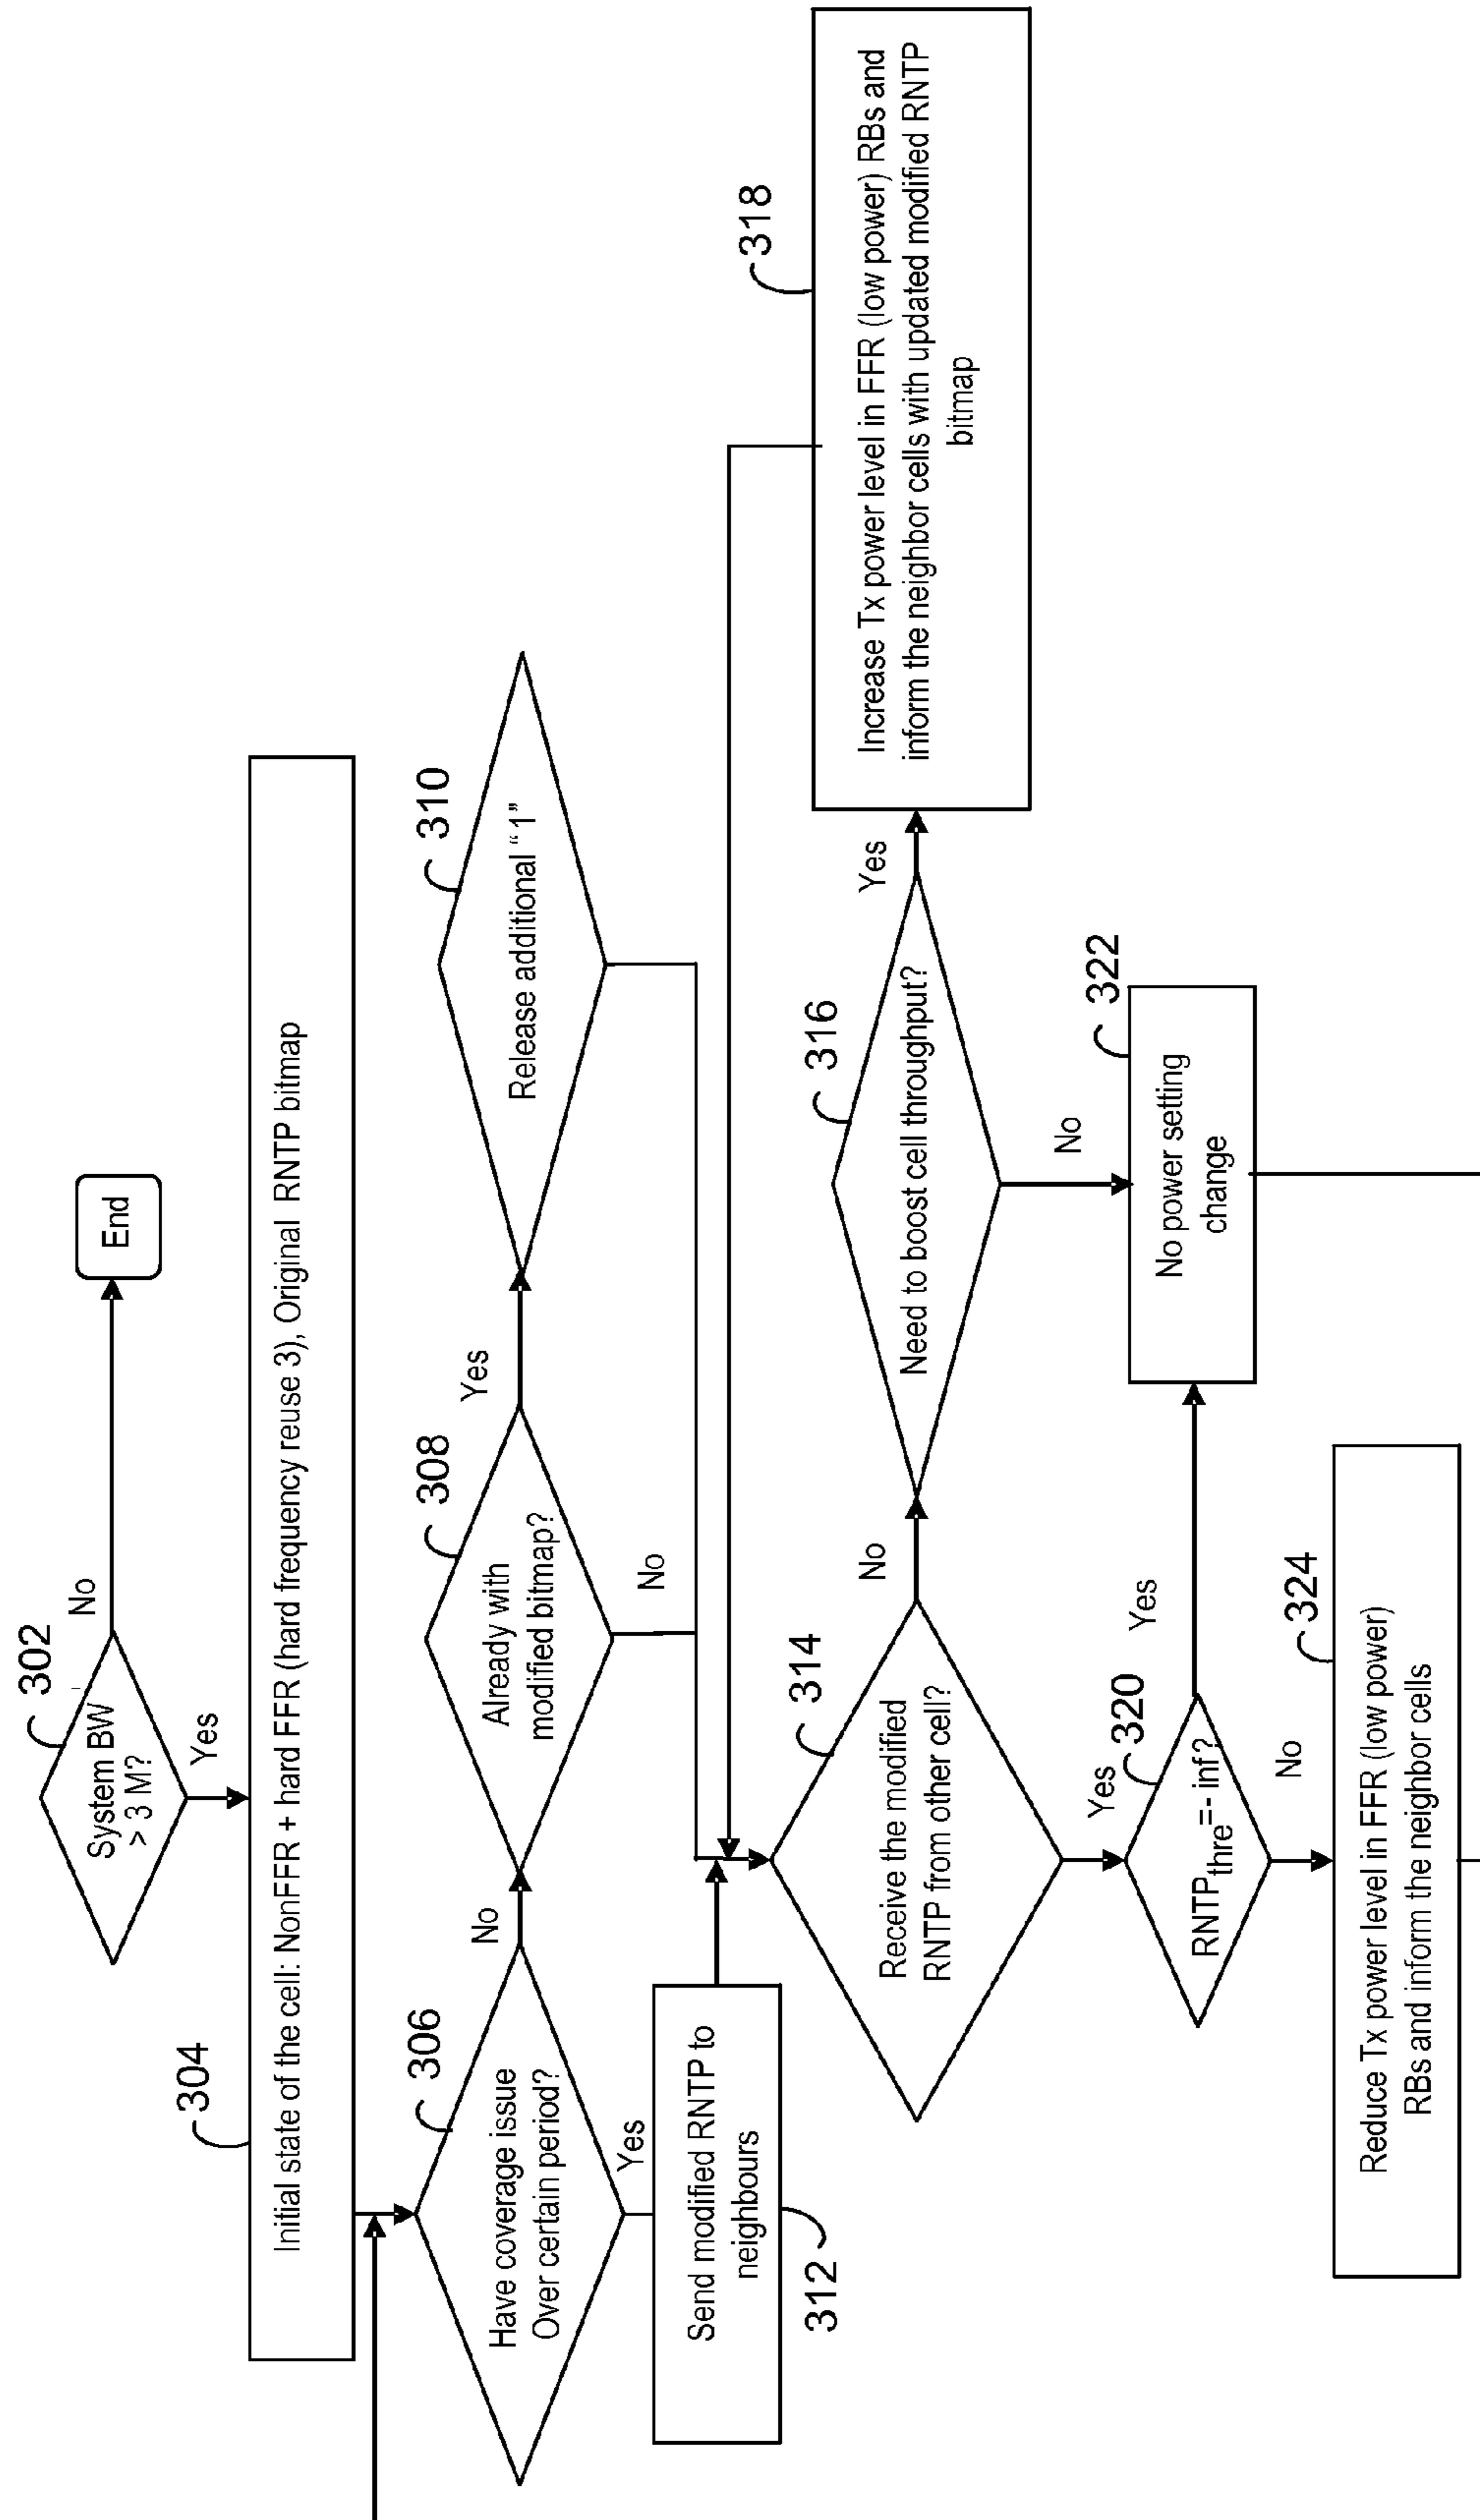 302
System BW
> 3 M?
No
End
Yes
304
Initial state of the cell: NonFFR + hard FFR (hard frequency reuse 3), Original RNTP bitmap
306
Have coverage issue
Over certain period?
No
308
Already with
modified bitmap?
Yes
310
Release additional “1”
Yes
No
Send modified RNTP to
neighbours
312
314
Receive the modified
RNTP from other cell?
No
316
Need to boost cell throughput?
Yes
318
Increase Tx power level in FFR (low power) RBs and
inform the neighbor cells with updated modified RNTP
bitmap
Yes
No
320
RNTPthre =- inf?
Yes
322
No power setting
change
No
324
Reduce Tx power level in FFR (low power)
RBs and inform the neighbor cells